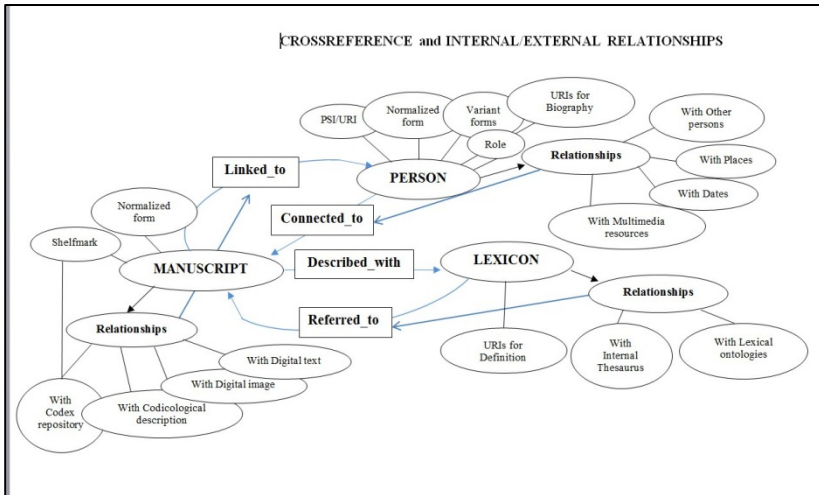 CROSSREFERENCE and INTERNAL/EXTERNAL RELATIONSHIPS
PSI/URI
Normalized
form
Variant
forms
URIs for
Biography
Role
With Other
persons
Relationships
With Places
With Dates
With Multimedia
resources
Linked_to
PERSON
Connected_to
Normalized
form
Shelfmark
MANUSCRIPT
Described_with
LEXICON
Relationships
Referred_to
Relationships
URIs for
Definition
With
Internal
Thesaurus
With Lexical
ontologies
With Digital text
With Digital image
With Codicological
description
With
Codex
repository